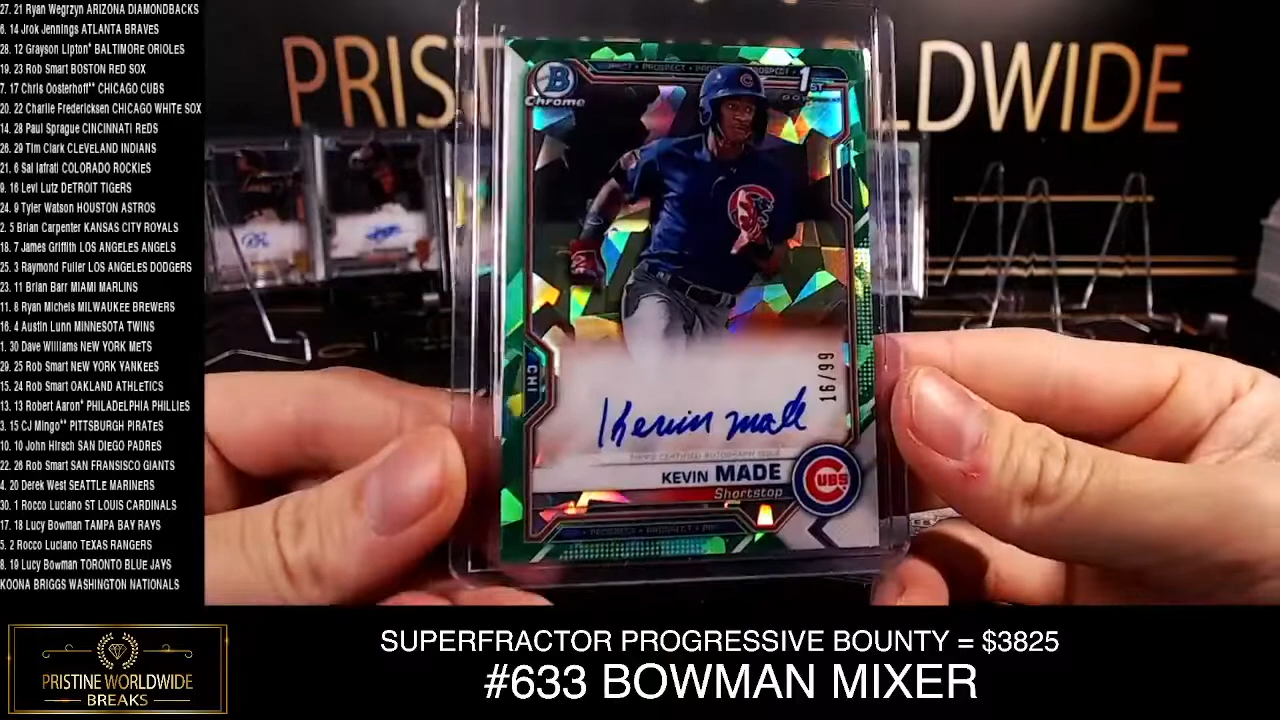 27. 21 Ryan Wegrzyn ARIZONA DIAMONDBACKS
6. 14 Jrok Jennings ATLANTA BRAVES
28. 12 Grayson Lipton* BALTIMORE ORIOLES
19. 23 Rob Smart BOSTON RED SOX
7. 17 Chris Oosterhoff** CHICAGO CUBS
20. 22 Charlie Fredericksen CHICAGO WHITE SOX
14. 28 Paul Sprague CINCINNATI REDS
26. 29 Tim Clark CLEVELAND INDIANS
21. 6 Sal Iafrati COLORADO ROCKIES
9. 16 Levi Lutz DETROIT TIGERS
24. 9 Tyler Watson HOUSTON ASTROS
2. 5 Brian Carpenter KANSAS CITY ROYALS
18. 7 James Griffith LOS ANGELES ANGELS
25. 3 Raymond Fuller LOS ANGELES DODGERS
23. 11 Brian Barr MIAMI MARLINS
11. 8 Ryan Michels MILWAUKEE BREWERS
16. 4 Austin Lunn MINNESOTA TWINS
1. 30 Dave Williams NEW YORK METS
29. 25 Rob Smart NEW YORK YANKEES
15. 24 Rob Smart OAKLAND ATHLETICS
13. 13 Robert Aaron* PHILADELPHIA PHILLIES
3. 15 CJ Mingo** PITTSBURGH PIRATES
10. 10 John Hirsch SAN DIEGO PADRES
22. 26 Rob Smart SAN FRANSISCO GIANTS
4. 20 Derek West SEATTLE MARINERS
30. 1 Rocco Luciano ST LOUIS CARDINALS
17. 18 Lucy Bowman TAMPA BAY RAYS
5. 2 Rocco Luciano TEXAS RANGERS
8. 19 Lucy Bowman TORONTO BLUE JAYS
KOONA BRIGGS WASHINGTON NATIONALS
PRIS
LDWIDE
B
Chrome
PROSPECT
1ST
CHI
16/99
Kevin Made
TOPPS CERTIFIED AUTOGRAPH ISSUE
KEVIN MADE
Shortstop
CUBS
PROSPECT
PRISTINE WORLDWIDE
BREAKS
SUPERFRACTOR PROGRESSIVE BOUNTY = $3825
#633 BOWMAN MIXER